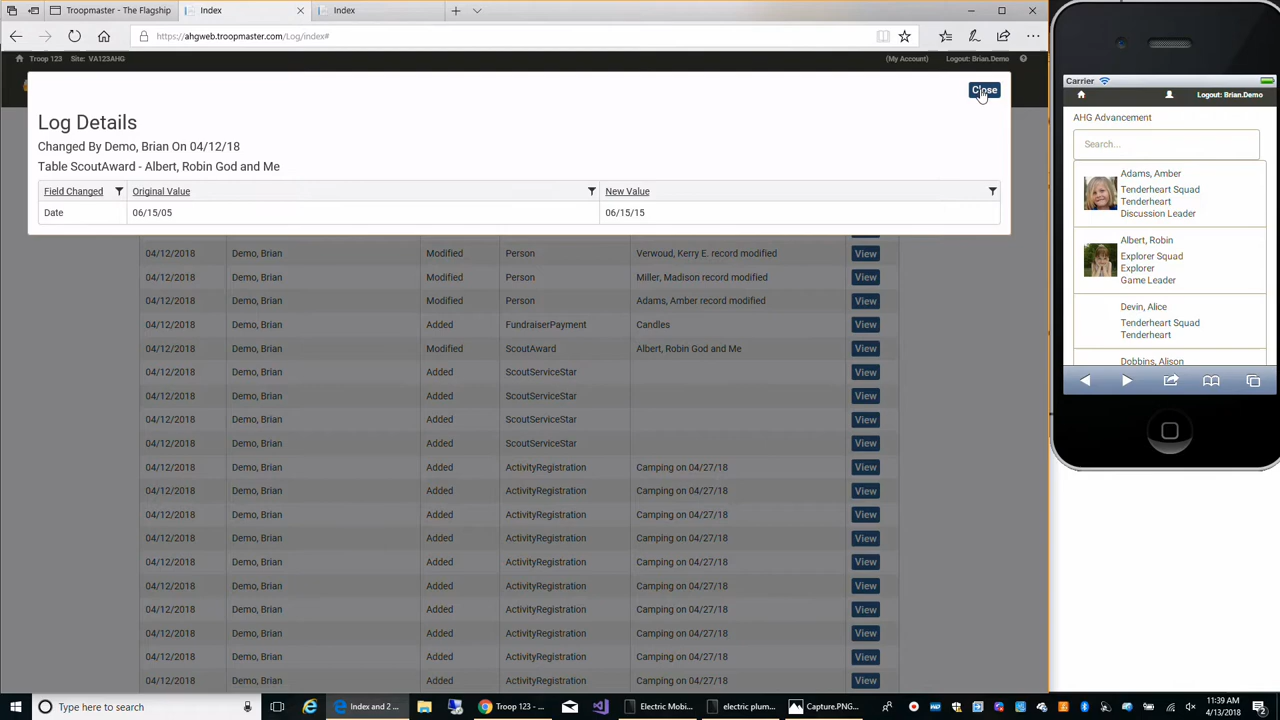 Troopmaster - The Flagship
Index
Index
https://ahgweb.troopmaster.com/Log/index#
Troop 123 Site: VA123AHG
(My Account) Logout: Brian.Demo
Close
Log Details
Changed By Demo, Brian On 04/12/18
Table ScoutAward - Albert, Robin God and Me
Field Changed Original Value New Value
Date 06/15/05 06/15/15
04/12/2018 Demo, Brian Modified Person Verwoud, Kerry E. record modified View
04/12/2018 Demo, Brian Modified Person Miller, Madison record modified View
04/12/2018 Demo, Brian Modified Person Adams, Amber record modified View
04/12/2018 Demo, Brian Added FundraiserPayment Candles View
04/12/2018 Demo, Brian Modified ScoutAward Albert, Robin God and Me View
04/12/2018 Demo, Brian Added ScoutServiceStar View
04/12/2018 Demo, Brian Added ScoutServiceStar View
04/12/2018 Demo, Brian Added ScoutServiceStar View
04/12/2018 Demo, Brian Added ScoutServiceStar View
04/12/2018 Demo, Brian Added ActivityRegistration Camping on 04/27/18 View
04/12/2018 Demo, Brian Added ActivityRegistration Camping on 04/27/18 View
04/12/2018 Demo, Brian Added ActivityRegistration Camping on 04/27/18 View
04/12/2018 Demo, Brian Added ActivityRegistration Camping on 04/27/18 View
04/12/2018 Demo, Brian Added ActivityRegistration Camping on 04/27/18 View
04/12/2018 Demo, Brian Added ActivityRegistration Camping on 04/27/18 View
04/12/2018 Demo, Brian Added ActivityRegistration Camping on 04/27/18 View
04/12/2018 Demo, Brian Added ActivityRegistration Camping on 04/27/18 View
04/12/2018 Demo, Brian Added ActivityRegistration Camping on 04/27/18 View
04/12/2018 Demo, Brian Added ActivityRegistration Camping on 04/27/18 View
Carrier
Logout: Brian.Demo
AHG Advancement
Search...
Adams, Amber
Tenderheart Squad
Tenderheart
Discussion Leader
Albert, Robin
Explorer Squad
Explorer
Game Leader
Devin, Alice
Tenderheart Squad
Tenderheart
Dobbins, Alison
Type here to search
Index and 2 ...
Troop 123 - ...
Electric Mobi...
electric plum...
Capture.PNG...
11:39 AM
4/13/2018
2